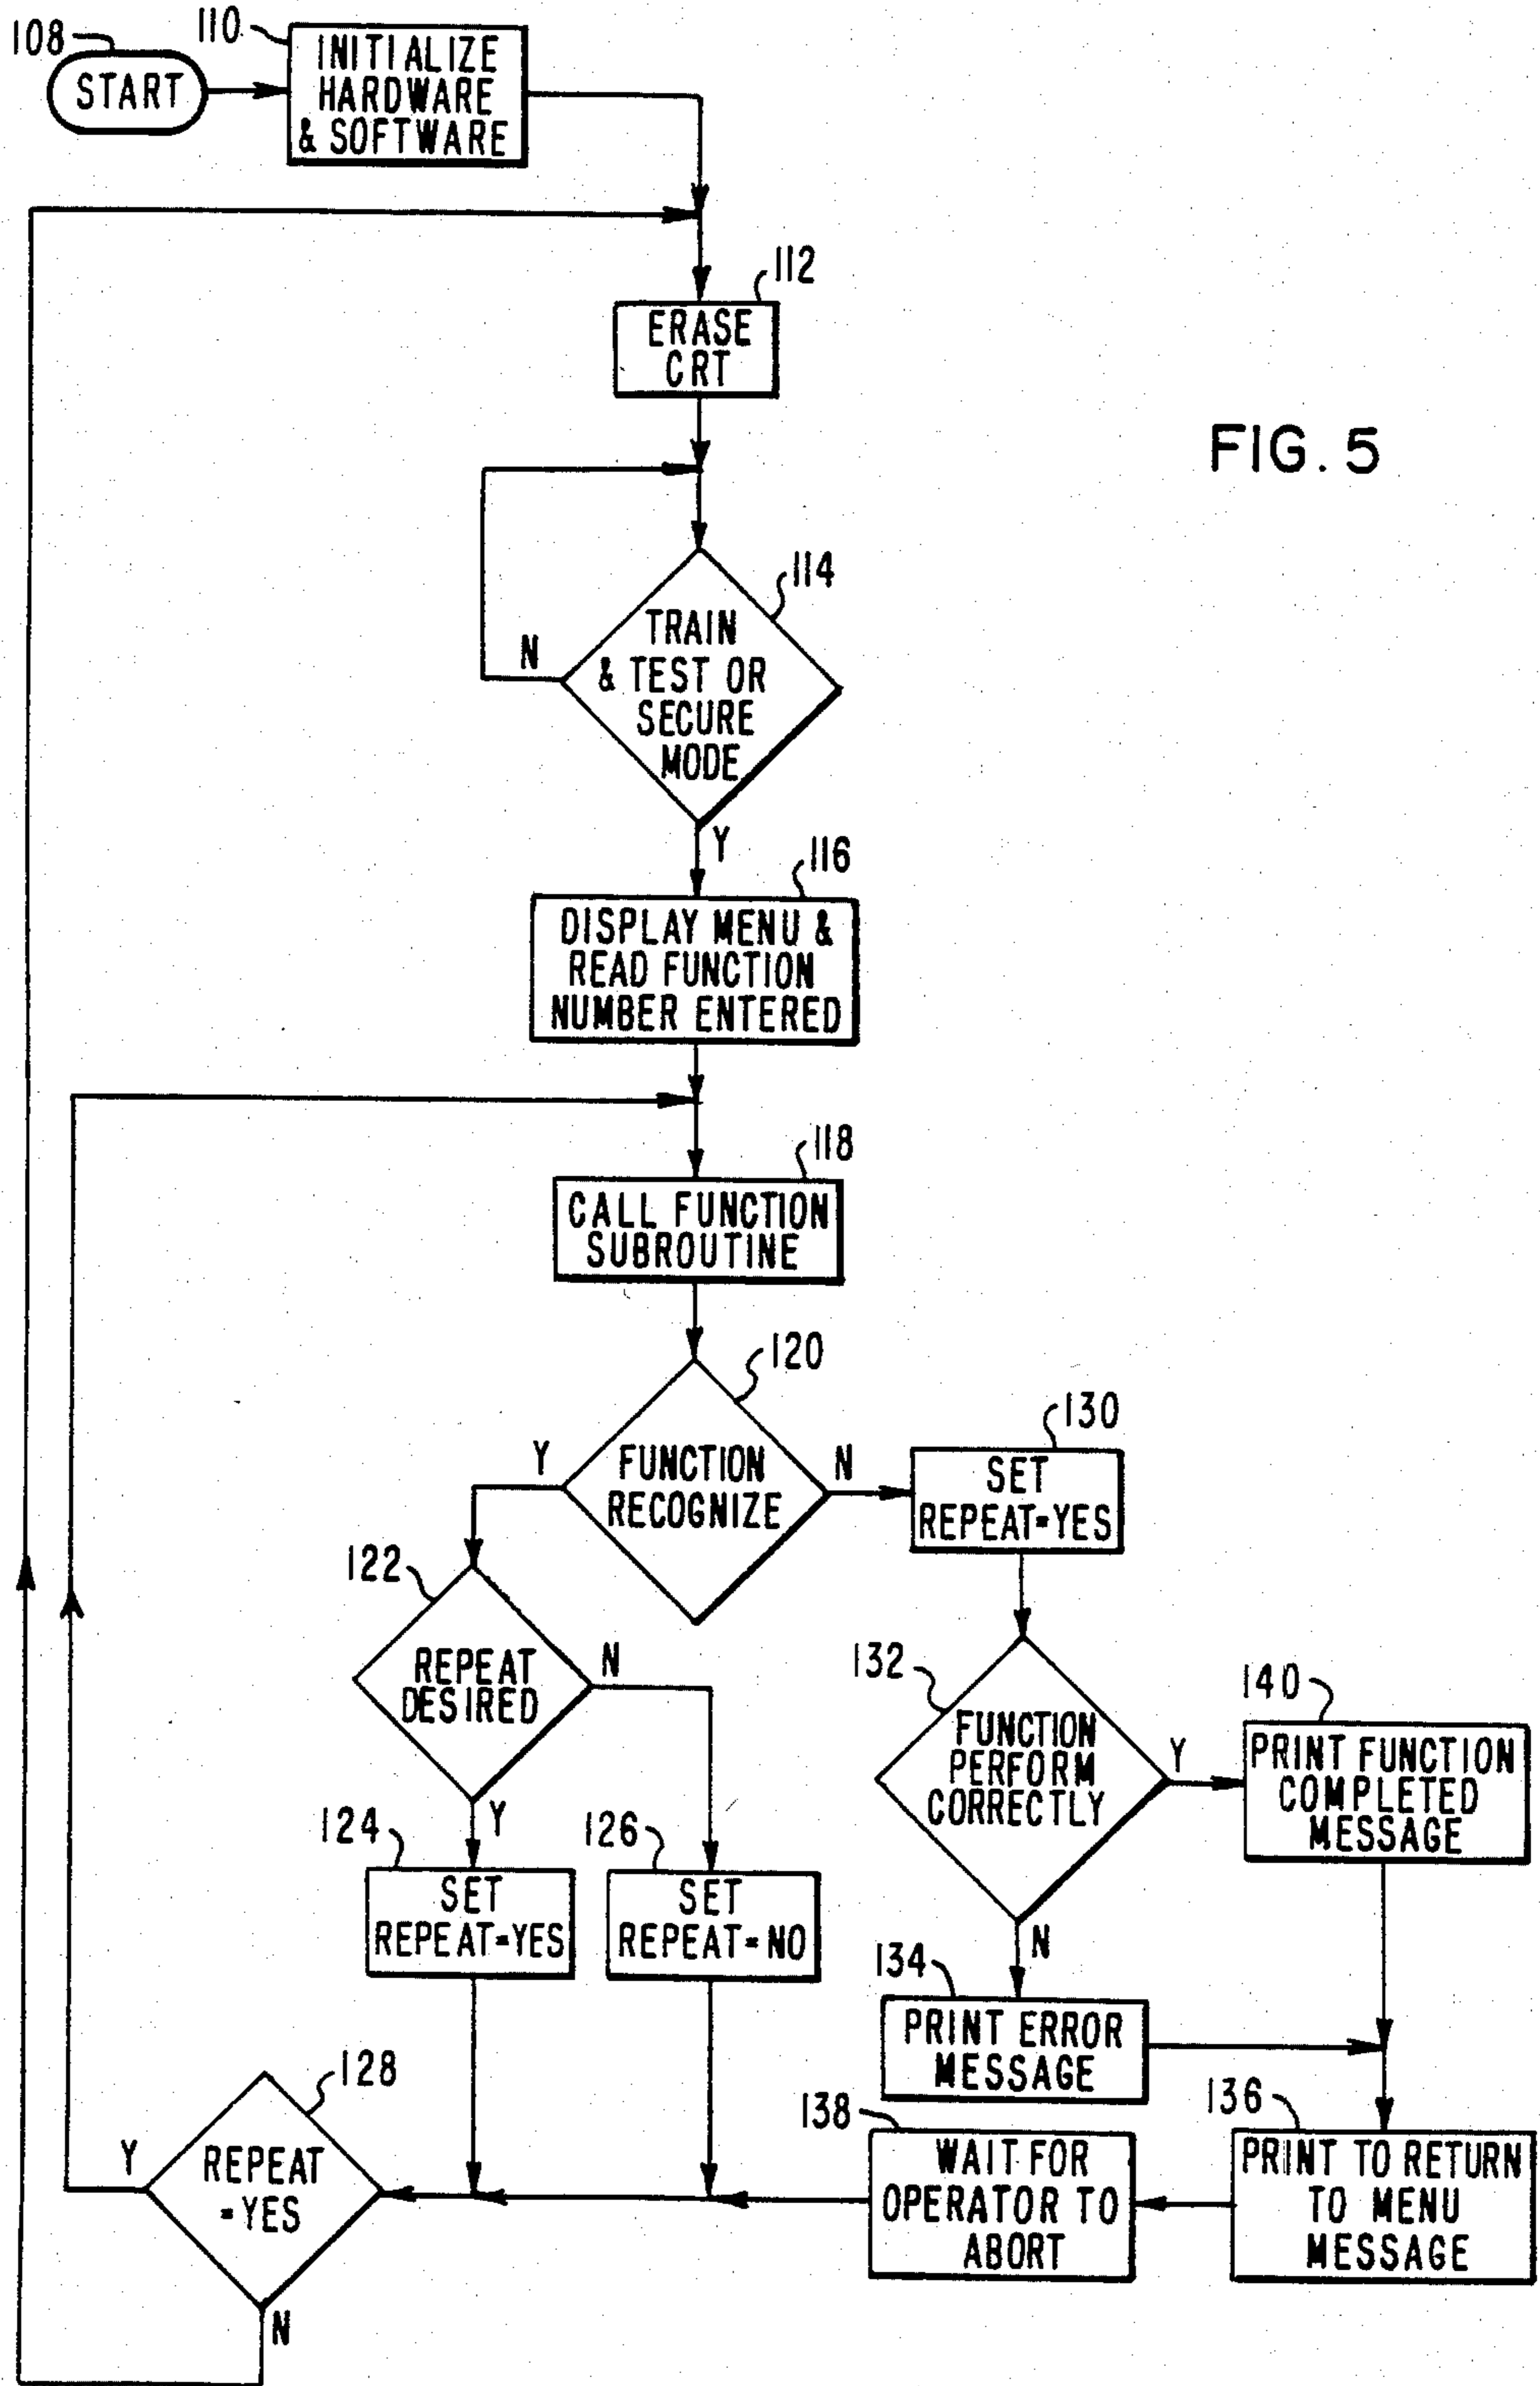 108
110
START
INITIALIZE
HARDWARE
& SOFTWARE
112
ERASE
CRT
FIG. 5
114
TRAIN
& TEST OR
SECURE
MODE
N
Y
116
DISPLAY MENU &
READ FUNCTION
NUMBER ENTERED
118
CALL FUNCTION
SUBROUTINE
120
FUNCTION
RECOGNIZE
Y
N
130
SET
REPEAT=YES
122
REPEAT
DESIRED
N
Y
132
FUNCTION
PERFORM
CORRECTLY
Y
N
140
PRINT FUNCTION
COMPLETED
MESSAGE
124
SET
REPEAT=YES
126
SET
REPEAT=NO
134
PRINT ERROR
MESSAGE
128
REPEAT
=YES
Y
N
138
WAIT FOR
OPERATOR TO
ABORT
136
PRINT TO RETURN
TO MENU
MESSAGE